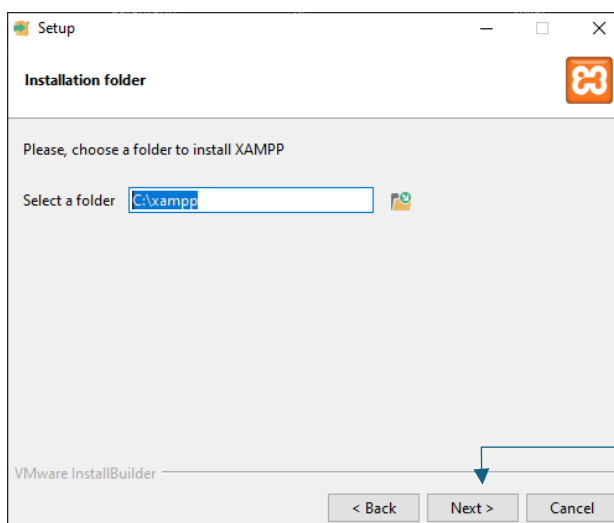 Setup
Installation folder
Please, choose a folder to install XAMPP
Select a folder C:\xampp
VMware InstallBuilder
< Back Next > Cancel